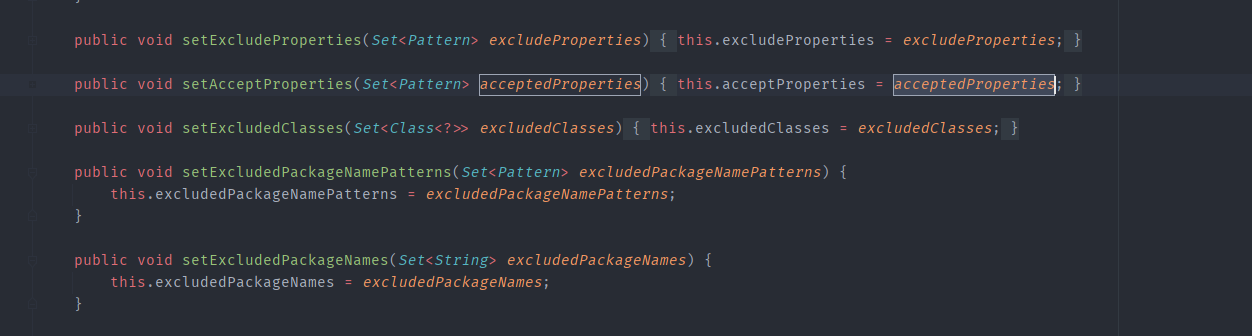 }
public void setExcludeProperties(Set<Pattern> excludeProperties) { this.excludeProperties = excludeProperties; }
public void setAcceptProperties(Set<Pattern> acceptedProperties) { this.acceptProperties = acceptedProperties; }
public void setExcludedClasses(Set<Class<?>> excludedClasses) { this.excludedClasses = excludedClasses; }
public void setExcludedPackageNamePatterns(Set<Pattern> excludedPackageNamePatterns) {
this.excludedPackageNamePatterns = excludedPackageNamePatterns;
}
public void setExcludedPackageNames(Set<String> excludedPackageNames) {
this.excludedPackageNames = excludedPackageNames;
}